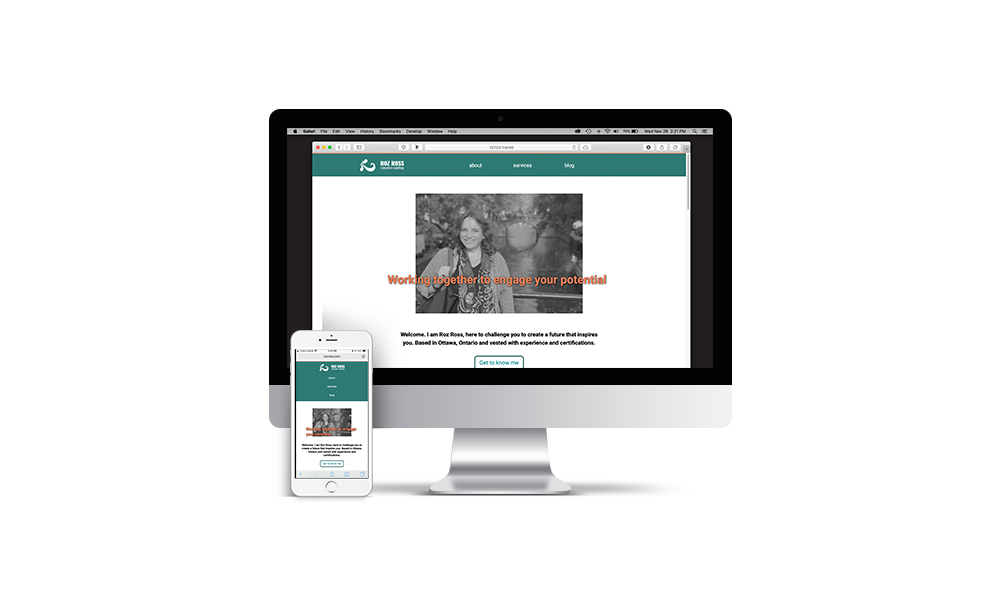 Safari File Edit View History Bookmarks Develop Window Help
Wed Nov 28 2:21 PM
ROZ ROSS
executive coaching
about services blog
Working together to engage your potential
Welcome. I am Roz Ross, here to challenge you to create a future that inspires
you. Based in Ottawa, Ontario and vested with experience and certifications.
Get to know me
ROZ ROSS
about
services
blog
Working together to engage
your potential
Welcome. I am Roz Ross, here to challenge you to
create a future that inspires you. Based in Ottawa,
Ontario and vested with experience and
certifications.
Get to know me